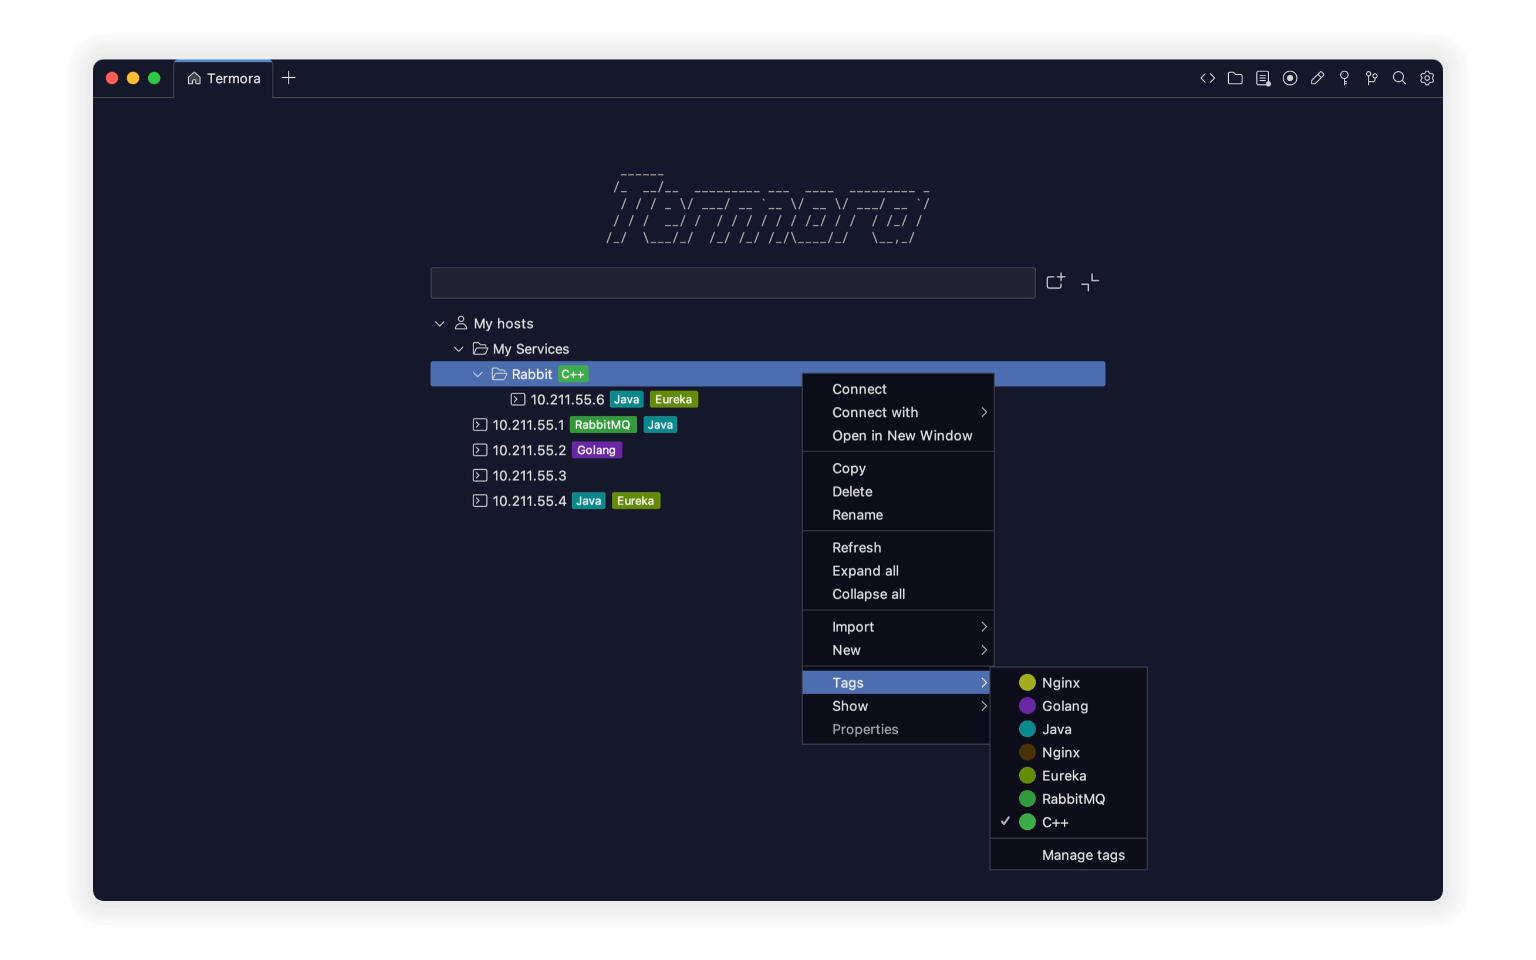 Termora
Termora
My hosts
My Services
Rabbit C++
10.211.55.6 Java Eureka
10.211.55.1 RabbitMQ Java
10.211.55.2 Golang
10.211.55.3
10.211.55.4 Java Eureka
Connect
Connect with
Open in New Window
Copy
Delete
Rename
Refresh
Expand all
Collapse all
Import
New
Tags
Show
Properties
Nginx
Golang
Java
Nginx
Eureka
RabbitMQ
C++
Manage tags